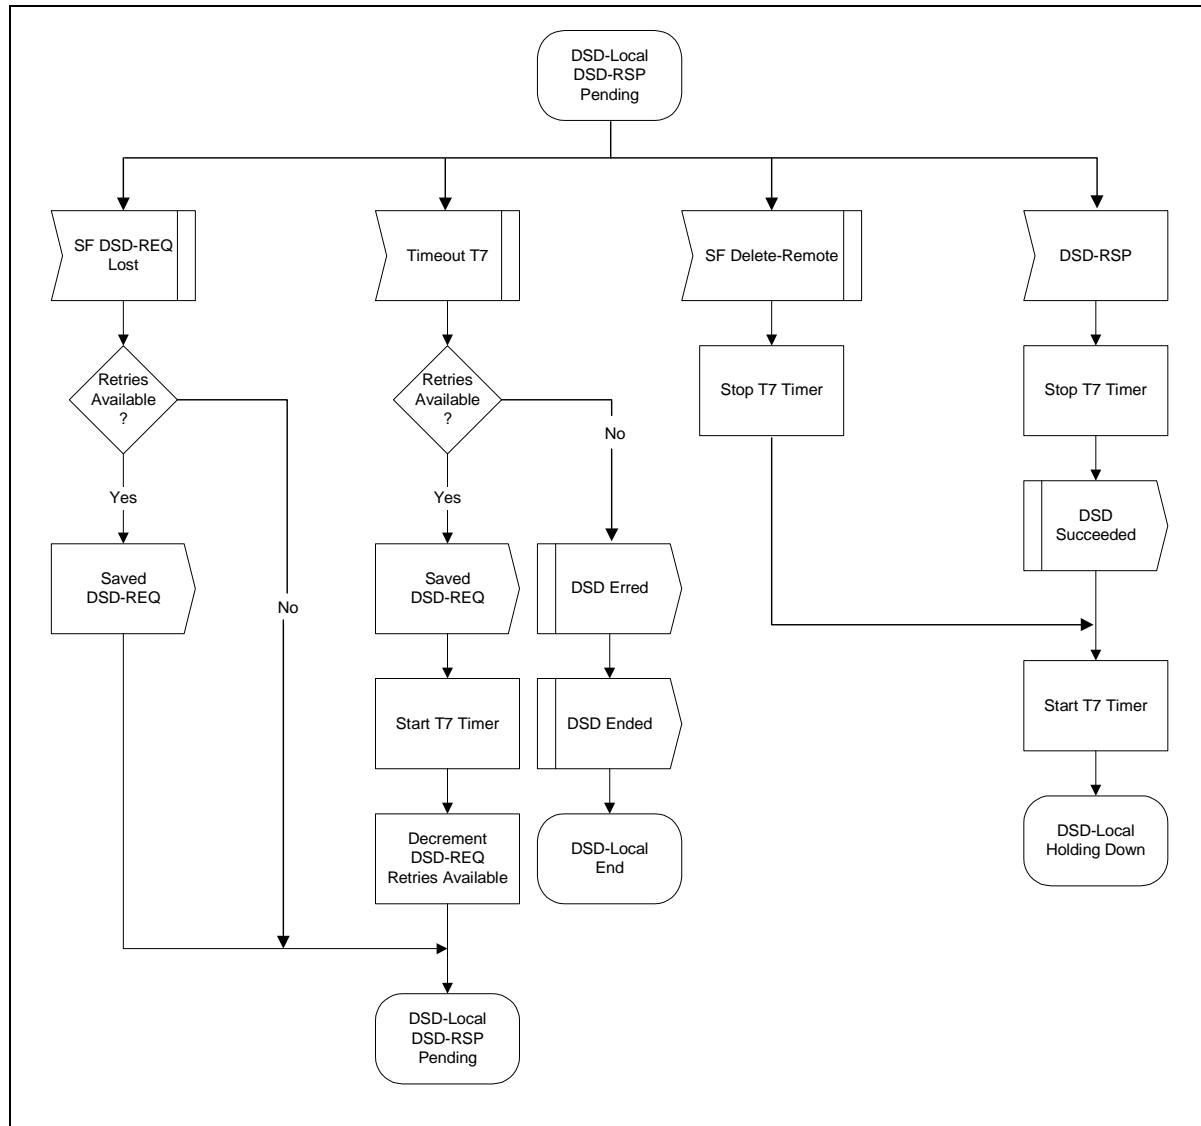 DSD-Local
DSD-RSP
Pending
SF DSD-REQ
Lost
Timeout T7
SF Delete-Remote
DSD-RSP
Retries
Available
?
Retries
Available
?
Stop T7 Timer
Stop T7 Timer
No
Yes
Yes
DSD
Succeeded
Saved
DSD-REQ
No
Saved
DSD-REQ
DSD Erred
Start T7 Timer
DSD Ended
Start T7 Timer
Decrement
DSD-REQ
Retries Available
DSD-Local
End
DSD-Local
Holding Down
DSD-Local
DSD-RSP
Pending